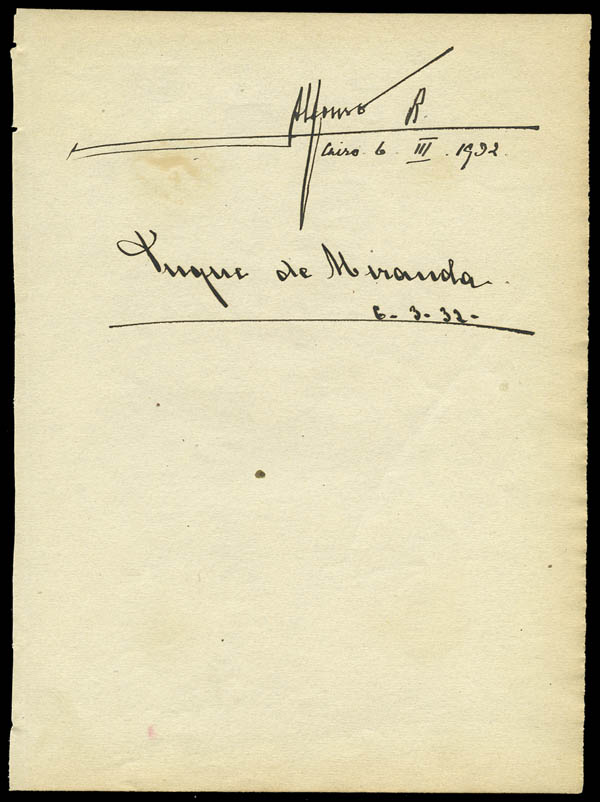 Alfonso R.
Cairo 6. III. 1932.
Duque de Miranda.
6-3-32-